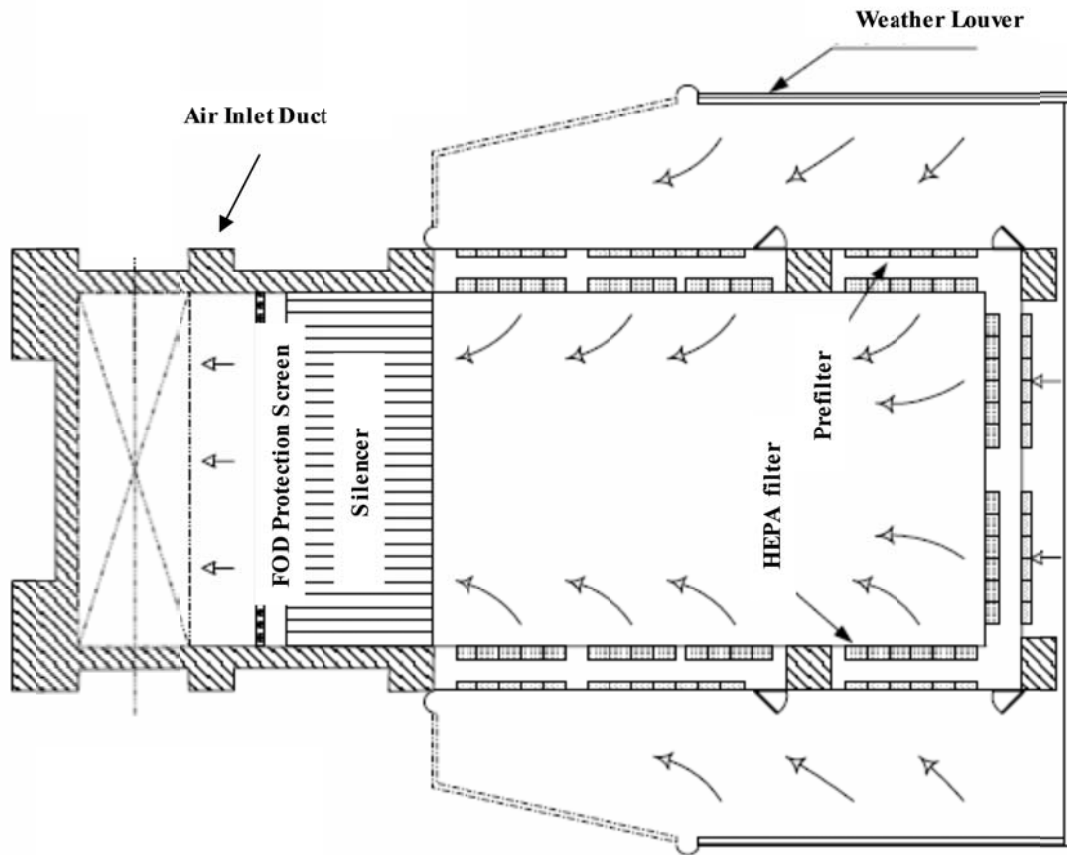 Weather Louver
Air Inlet Duct
FOD Protection Screen
Silencer
HEPA filter
Prefilter